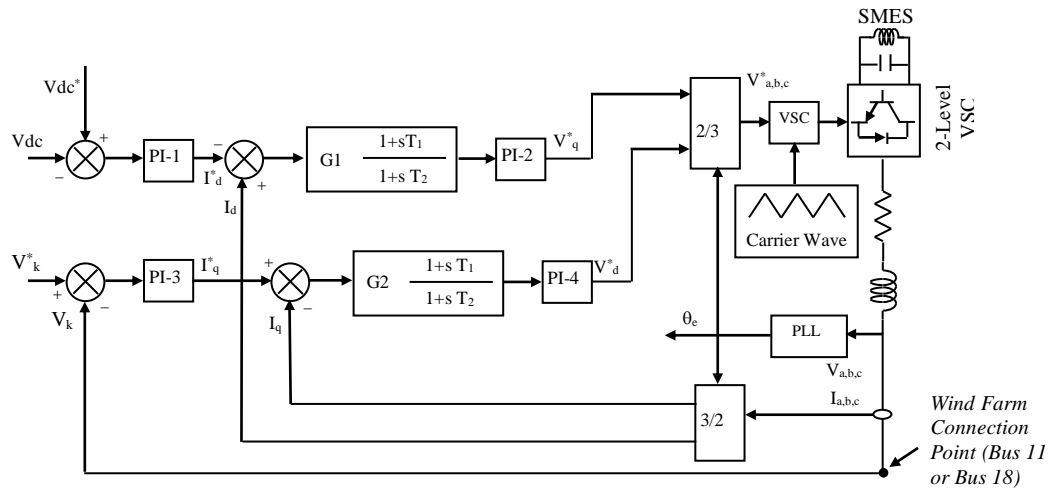 SMES
2-Level
VSC
Vdc*
+
Vdc
−
PI-1
I*d
−
+
Id
G1
1+sT1
1+s T2
PI-2
V*q
2/3
V*a,b,c
VSC
Carrier Wave
V*k
+
−
Vk
PI-3
I*q
+
−
Iq
G2
1+s T1
1+s T2
PI-4
V*d
θe
PLL
Va,b,c
Ia,b,c
3/2
Wind Farm
Connection
Point (Bus 11
or Bus 18)